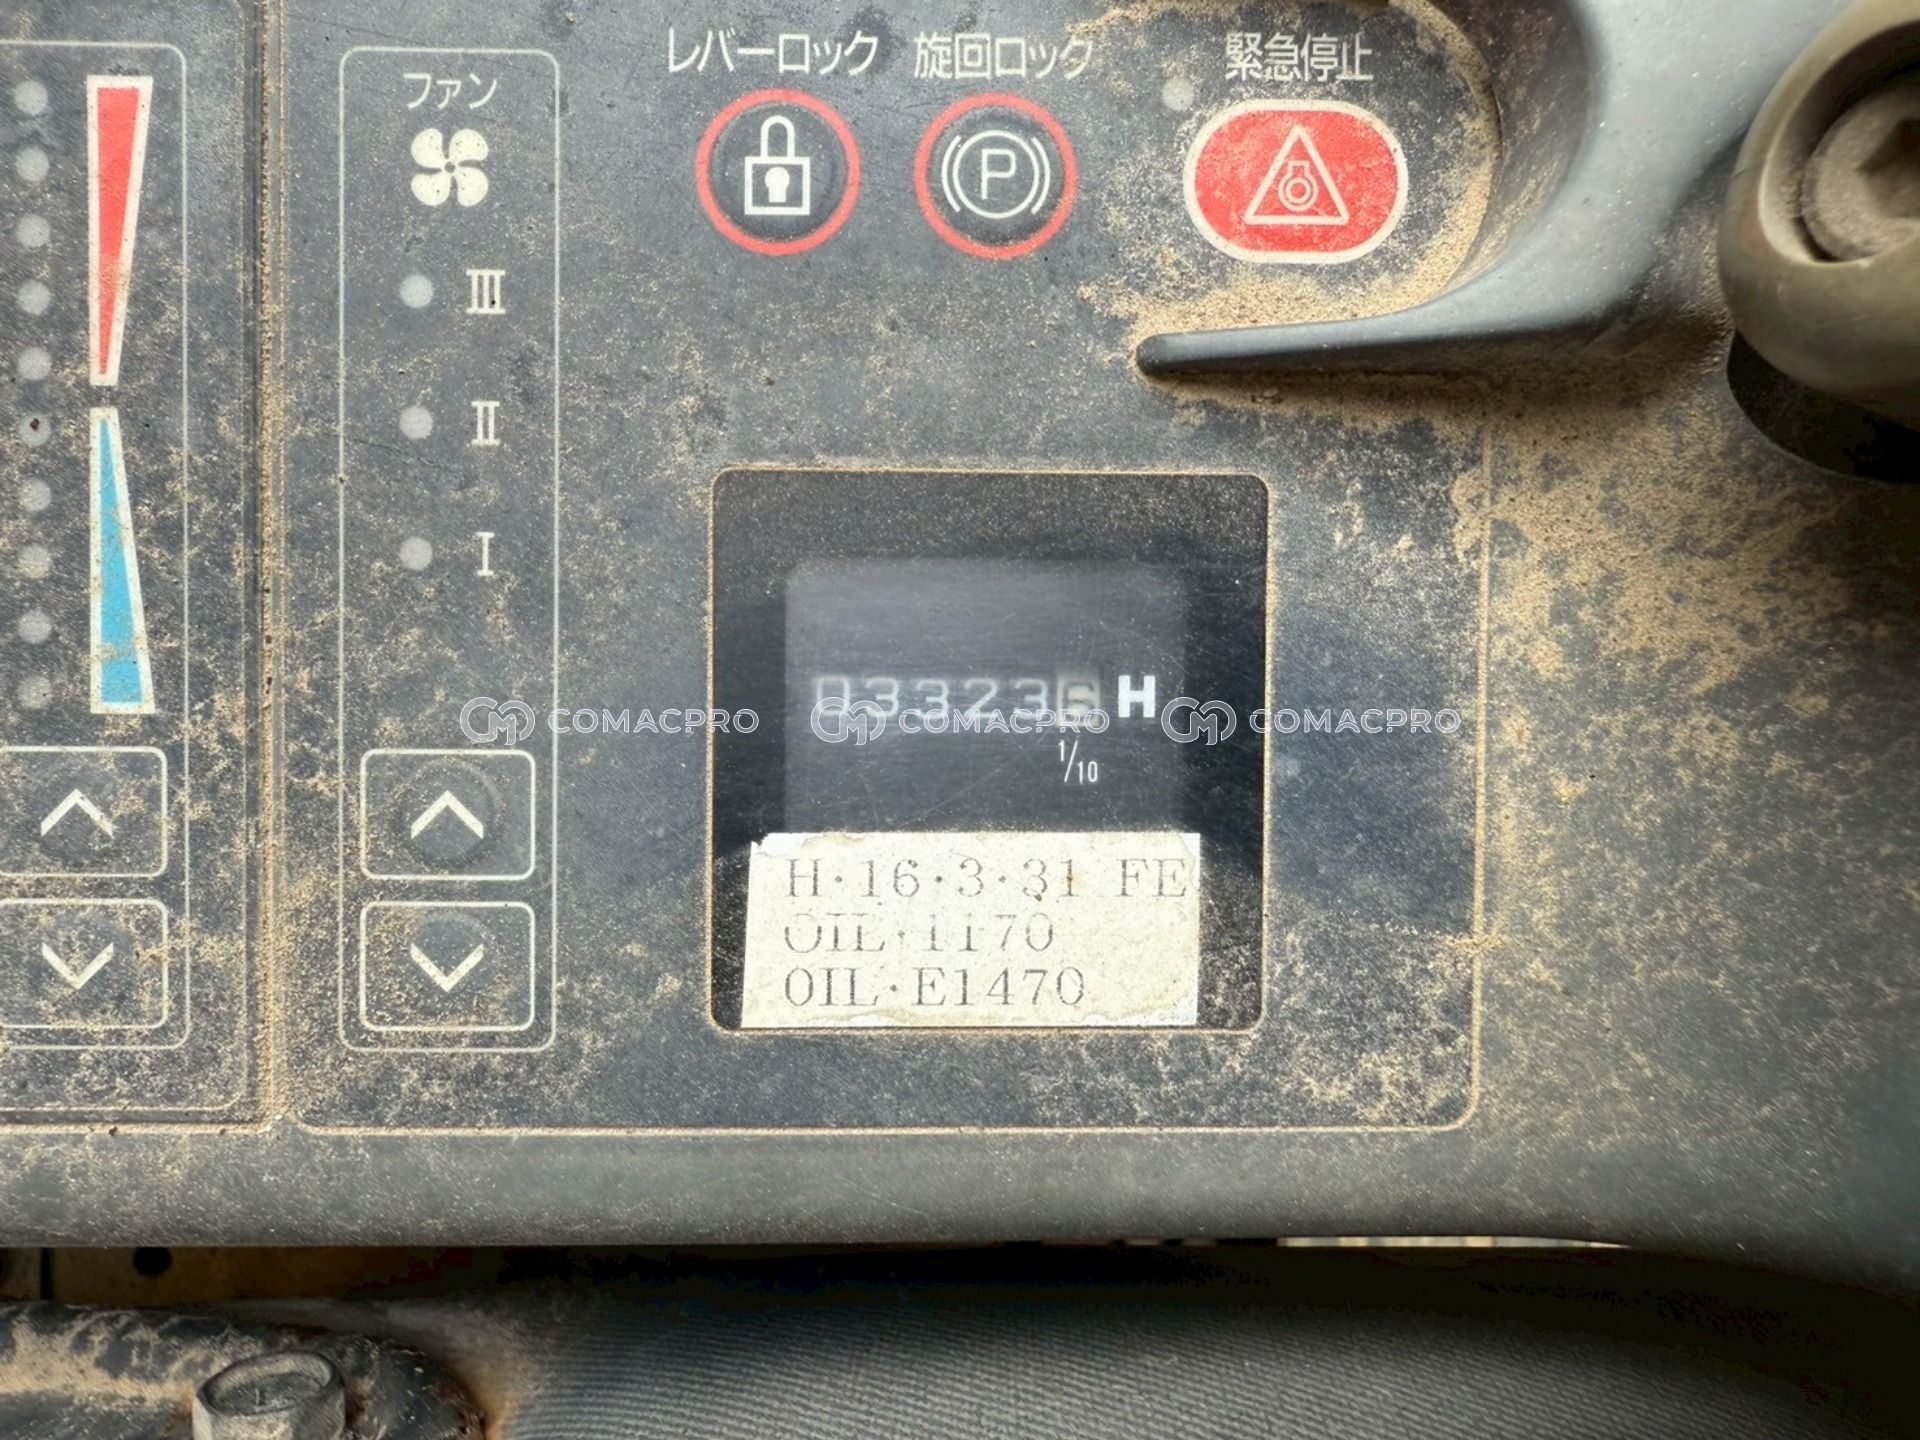 レバーロック
旋回ロック
緊急停止
ファン
P
III
II
I
033236 H
1/10
COMACPRO COMACPRO COMACPRO
H·16·3·31 FE
OIL·1170
OIL·E1470